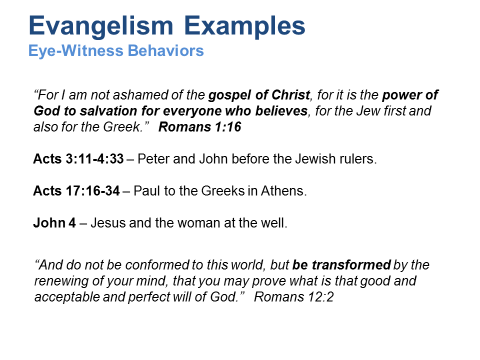 Evangelism Examples
Eye-Witness Behaviors
“For I am not ashamed of the gospel of Christ, for it is the power of
God to salvation for everyone who believes, for the Jew first and
also for the Greek.” Romans 1:16
Acts 3:11-4:33 – Peter and John before the Jewish rulers.
Acts 17:16-34 – Paul to the Greeks in Athens.
John 4 – Jesus and the woman at the well.
“And do not be conformed to this world, but be transformed by the
renewing of your mind, that you may prove what is that good and
acceptable and perfect will of God.” Romans 12:2